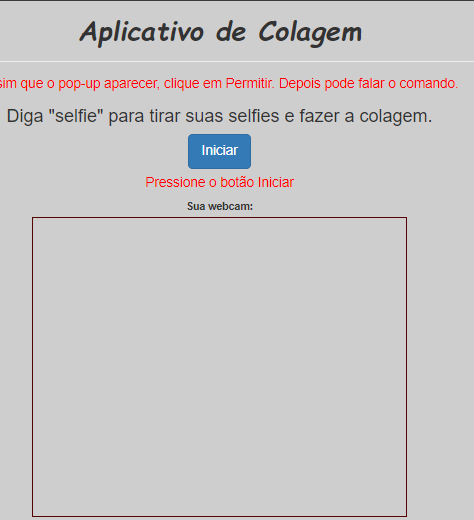 Aplicativo de Colagem
que o pop-up aparecer, clique em Permitir. Depois pode falar o comando.
Diga "selfie" para tirar suas selfies e fazer a colagem.
Iniciar
Pressione o botão Iniciar
Sua webcam: